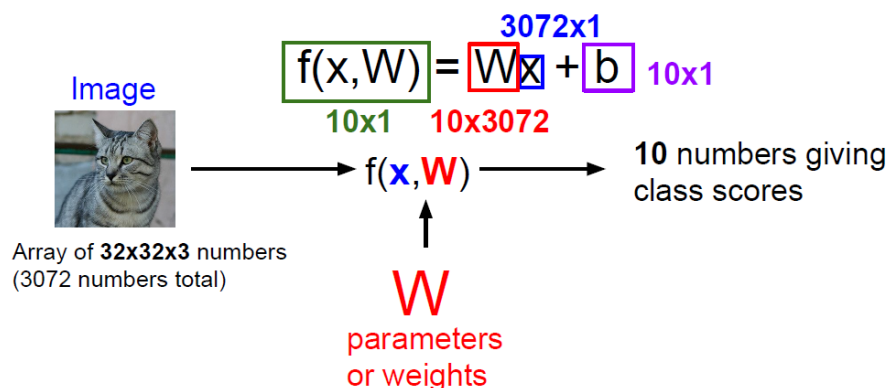 3072x1
f(x,W) = Wx + b 10x1
10x1 10x3072
Image
f(x,W)
10 numbers giving
class scores
Array of 32x32x3 numbers
(3072 numbers total)
W
parameters
or weights